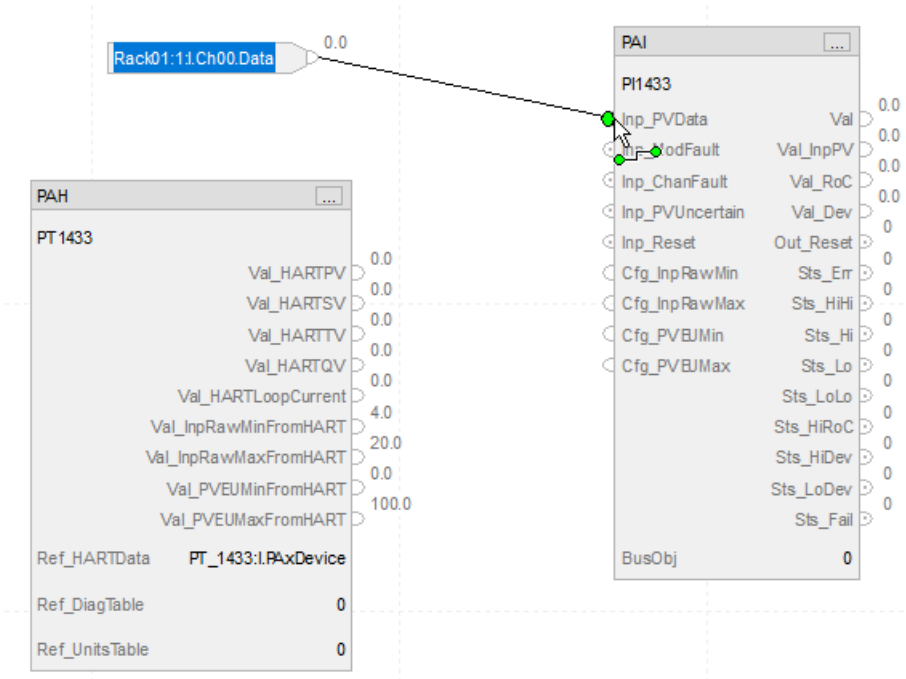 0.0
Rack01:1:I.Ch00.Data
PAI
...
PI1433
Inp_PVData
Val
0.0
Inp_ModFault
Val_InpPV
0.0
Inp_ChanFault
Val_RoC
0.0
Inp_PVUncertain
Val_Dev
0.0
Inp_Reset
Out_Reset
0
Cfg_InpRawMin
Sts_Err
0
Cfg_InpRawMax
Sts_HiHi
0
Cfg_PVEUMin
Sts_Hi
0
Cfg_PVEUMax
Sts_Lo
0
Sts_LoLo
0
Sts_HiRoC
0
Sts_HiDev
0
Sts_LoDev
0
Sts_Fail
0
BusObj
0
PAH
...
PT1433
Val_HARTPV
0.0
Val_HARTSV
0.0
Val_HARTTV
0.0
Val_HARTQV
0.0
Val_HARTLoopCurrent
0.0
Val_InpRawMinFromHART
4.0
Val_InpRawMaxFromHART
20.0
Val_PVEUMinFromHART
0.0
Val_PVEUMaxFromHART
100.0
Ref_HARTData
PT_1433:I.PAxDevice
Ref_DiagTable
0
Ref_UnitsTable
0